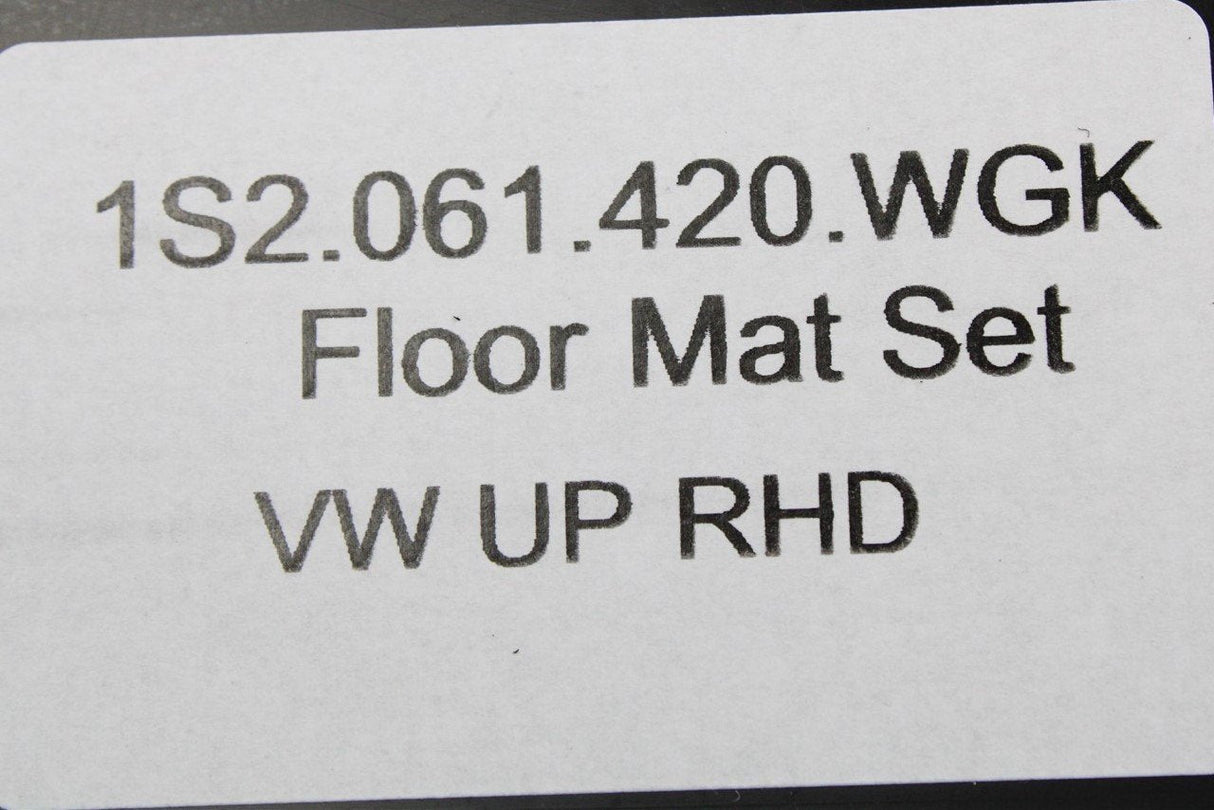 1S2.061.420.WGK
Floor Mat Set
VW UP RHD